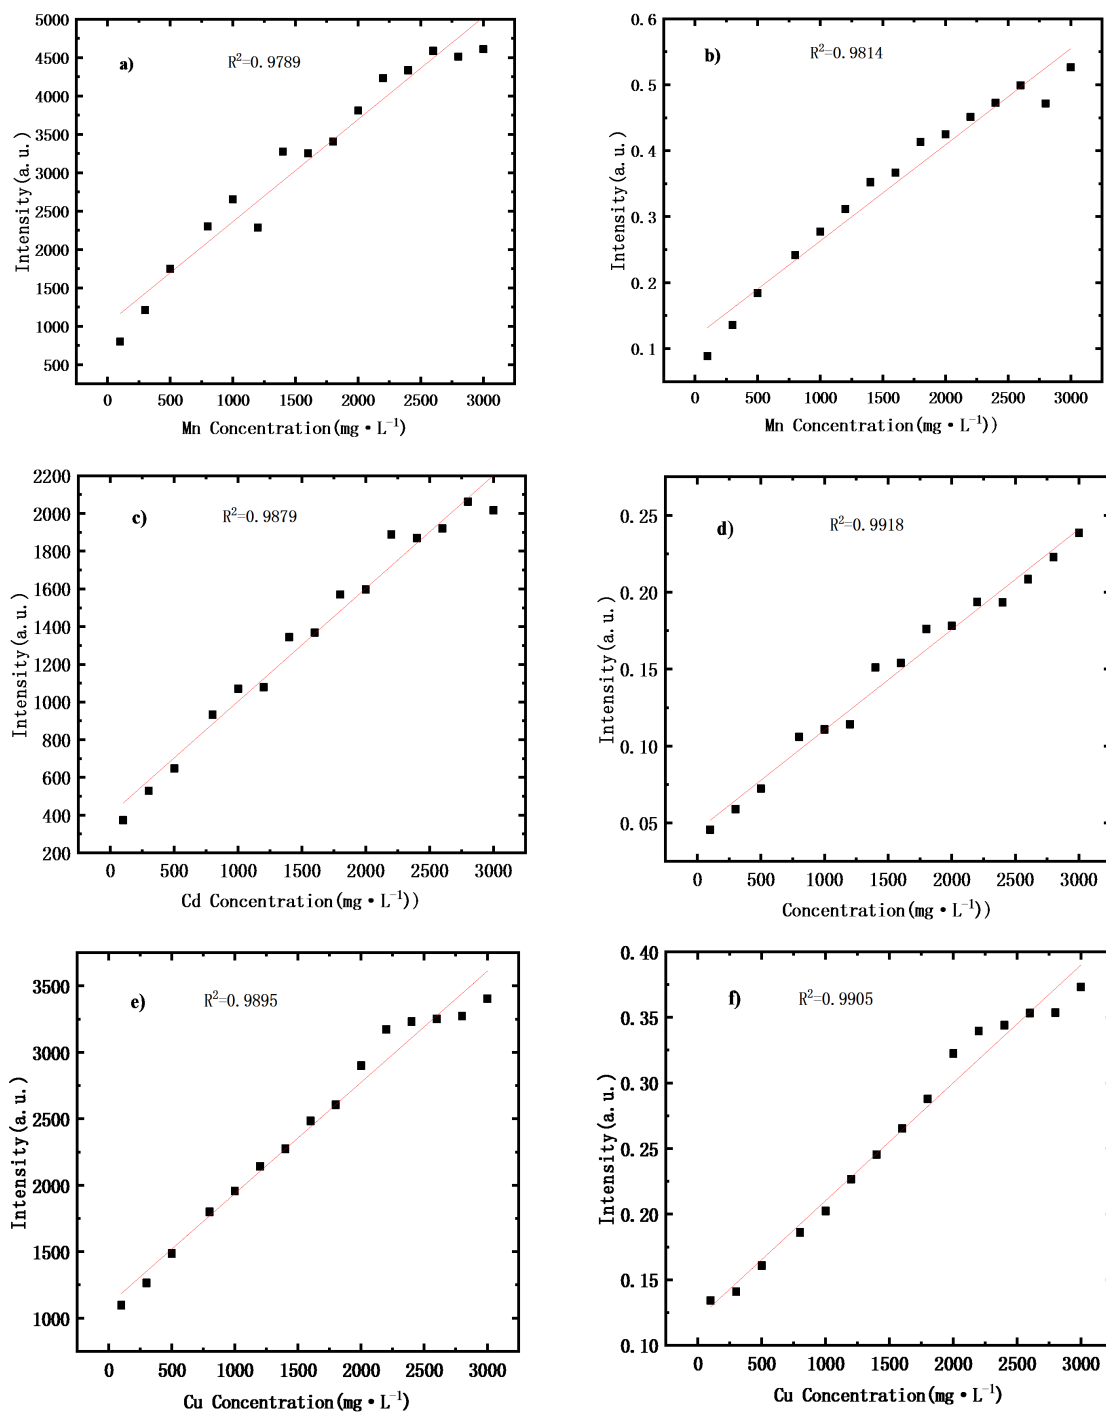 a)
R²=0.9789
5000
4500
4000
3500
3000
2500
2000
1500
1000
500
Intensity(a.u.)
0 500 1000 1500 2000 2500 3000
Mn Concentration(mg·L⁻¹)
b)
R²=0.9814
0.6
0.5
0.4
0.3
0.2
0.1
Intensity(a.u.)
0 500 1000 1500 2000 2500 3000
Mn Concentration(mg·L⁻¹))
c)
R²=0.9879
2200
2000
1800
1600
1400
1200
1000
800
600
400
200
Intensity(a.u.)
0 500 1000 1500 2000 2500 3000
Cd Concentration(mg·L⁻¹))
d)
R²=0.9918
0.25
0.20
0.15
0.10
0.05
Intensity(a.u.)
0 500 1000 1500 2000 2500 3000
Concentration(mg·L⁻¹))
e)
R²=0.9895
3500
3000
2500
2000
1500
1000
Intensity(a.u.)
0 500 1000 1500 2000 2500 3000
Cu Concentration(mg·L⁻¹)
f)
R²=0.9905
0.40
0.35
0.30
0.25
0.20
0.15
0.10
Intensity(a.u.)
0 500 1000 1500 2000 2500 3000
Cu Concentration(mg·L⁻¹)